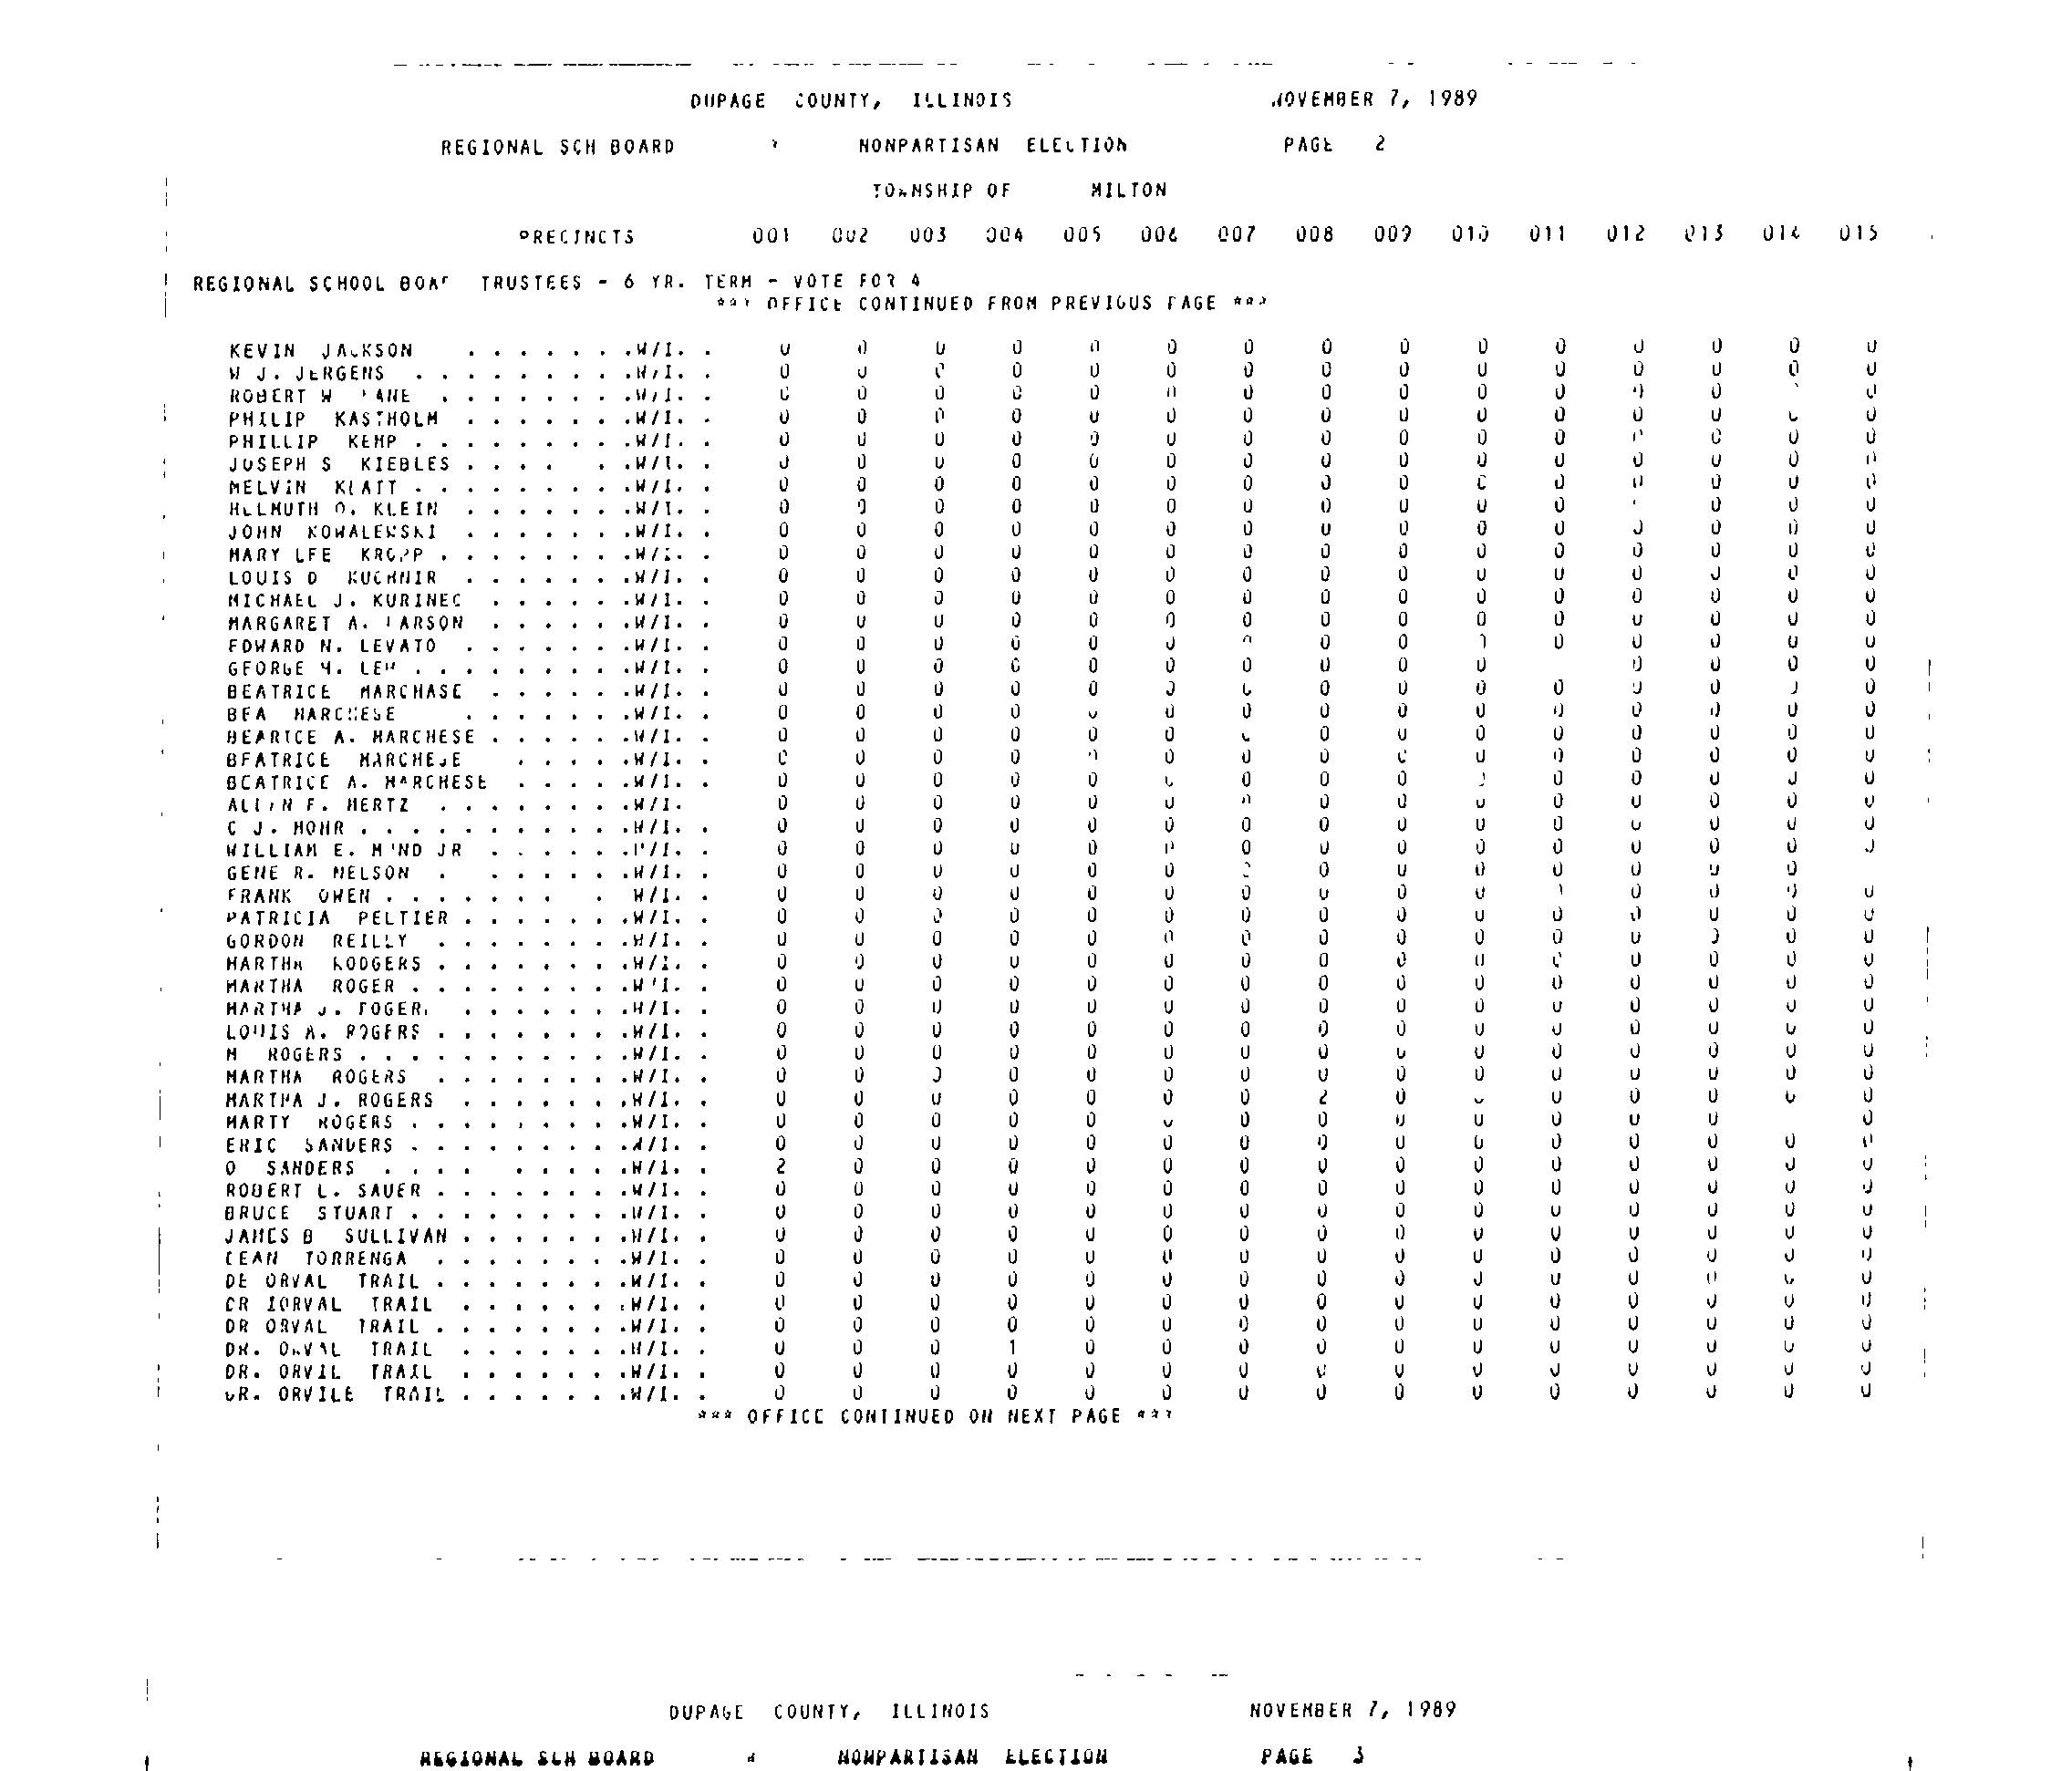 DUPAGE COUNTY, ILLINOIS NOVEMBER 7, 1989
REGIONAL SCH BOARD * NONPARTISAN ELECTION PAGE 2
TOWNSHIP OF MILTON
PRECINCTS 001 002 003 004 005 006 007 008 009 010 011 012 013 014 015
REGIONAL SCHOOL BOAR TRUSTEES - 6 YR. TERM - VOTE FOR 4
*** OFFICE CONTINUED FROM PREVIOUS PAGE ***
KEVIN JACKSON . . . . . . .W/I. . 0 0 0 0 0 0 0 0 0 0 0 0 0 0 0
W J. JERGENS . . . . . . . . .W/I. . 0 0 0 0 0 0 0 0 0 0 0 0 0 0 0
ROBERT W . . . . . . . .W/I. . 0 0 0 0 0 0 0 0 0 0 0 0 0 0
PHILIP KASTHOLM . . . . . . .W/I. . 0 0 0 0 0 0 0 0 0 0 0 0 0 0 0
PHILLIP KEMP . . . . . . . . .W/I. . 0 0 0 0 0 0 0 0 0 0 0 0 0 0 0
JOSEPH S KIEBLES . . . . . .W/I. . 0 0 0 0 0 0 0 0 0 0 0 0 0 0 0
MELVIN KLATT . . . . . . . . .W/I. . 0 0 0 0 0 0 0 0 0 0 0 0 0 0 0
HELMUTH O. KLEIN . . . . . . .W/I. . 0 0 0 0 0 0 0 0 0 0 0 0 0 0
JOHN KOWALEWSKI . . . . . . .W/I. . 0 0 0 0 0 0 0 0 0 0 0 0 0 0 0
MARY LEE KROPP . . . . . . . .W/I. . 0 0 0 0 0 0 0 0 0 0 0 0 0 0 0
LOUIS D KUCHNIR . . . . . . .W/I. . 0 0 0 0 0 0 0 0 0 0 0 0 0 0 0
MICHAEL J. KURINEC . . . . . .W/I. . 0 0 0 0 0 0 0 0 0 0 0 0 0 0 0
MARGARET A. LARSON . . . . . .W/I. . 0 0 0 0 0 0 0 0 0 0 0 0 0 0 0
EDWARD N. LEVATO . . . . . . .W/I. . 0 0 0 0 0 0 0 0 0 0 0 0 0 0 0
GEORGE M. . . . . . . . . .W/I. . 0 0 0 0 0 0 0 0 0 0 0 0 0 0
BEATRICE MARCHASE . . . . . .W/I. . 0 0 0 0 0 0 0 0 0 0 0 0 0 0 0
BEA MARCHESE . . . . . . .W/I. . 0 0 0 0 0 0 0 0 0 0 0 0 0 0 0
BEARICE A. MARCHESE . . . . . .W/I. . 0 0 0 0 0 0 0 0 0 0 0 0 0 0 0
BEATRICE MARCHESE . . . . .W/I. . 0 0 0 0 0 0 0 0 0 0 0 0 0 0 0
BEATRICE A. MARCHESE . . . . .W/I. . 0 0 0 0 0 0 0 0 0 0 0 0 0 0 0
F. MERTZ . . . . . . . .W/I. 0 0 0 0 0 0 0 0 0 0 0 0 0 0 0
C J. MOHR . . . . . . . . . . .W/I. . 0 0 0 0 0 0 0 0 0 0 0 0 0 0 0
WILLIAM E. JR . . . . . .W/I. . 0 0 0 0 0 0 0 0 0 0 0 0 0 0 0
GENE R. NELSON . . . . . .W/I. . 0 0 0 0 0 0 0 0 0 0 0 0 0 0
FRANK OWEN . . . . . . . . W/I. . 0 0 0 0 0 0 0 0 0 0 0 0 0 0
PATRICIA PELTIER . . . . . . .W/I. . 0 0 0 0 0 0 0 0 0 0 0 0 0 0 0
GORDON REILLY . . . . . . . .W/I. . 0 0 0 0 0 0 0 0 0 0 0 0 0 0 0
MARTHA RODGERS . . . . . . . .W/I. . 0 0 0 0 0 0 0 0 0 0 0 0 0 0 0
MARTHA ROGER . . . . . . . . .W/I. . 0 0 0 0 0 0 0 0 0 0 0 0 0 0 0
MARTHA J. . . . . . . .W/I. . 0 0 0 0 0 0 0 0 0 0 0 0 0 0 0
LOUIS A. ROGERS . . . . . . . .W/I. . 0 0 0 0 0 0 0 0 0 0 0 0 0 0 0
M ROGERS . . . . . . . . . . .W/I. . 0 0 0 0 0 0 0 0 0 0 0 0 0 0 0
MARTHA ROGERS . . . . . . . .W/I. . 0 0 0 0 0 0 0 0 0 0 0 0 0 0 0
MARTHA J. ROGERS . . . . . . .W/I. . 0 0 0 0 0 0 0 2 0 0 0 0 0 0 0
MARTY ROGERS . . . . . . . . .W/I. . 0 0 0 0 0 0 0 0 0 0 0 0 0 0
ERIC SANDERS . . . . . . . . .W/I. . 0 0 0 0 0 0 0 0 0 0 0 0 0 0 0
O SANDERS . . . . . . . . .W/I. . 2 0 0 0 0 0 0 0 0 0 0 0 0 0 0
ROBERT L. SAUER . . . . . . . .W/I. . 0 0 0 0 0 0 0 0 0 0 0 0 0 0 0
BRUCE STUART . . . . . . . . .W/I. . 0 0 0 0 0 0 0 0 0 0 0 0 0 0 0
JAMES B SULLIVAN . . . . . . .W/I. . 0 0 0 0 0 0 0 0 0 0 0 0 0 0 0
TORRENGA . . . . . . . .W/I. . 0 0 0 0 0 0 0 0 0 0 0 0 0 0 0
DE ORVAL TRAIL . . . . . . . .W/I. . 0 0 0 0 0 0 0 0 0 0 0 0 0 0 0
TRAIL . . . . . . .W/I. . 0 0 0 0 0 0 0 0 0 0 0 0 0 0 0
DR ORVAL TRAIL . . . . . . . .W/I. . 0 0 0 0 0 0 0 0 0 0 0 0 0 0 0
DR. ORVAL TRAIL . . . . . . .W/I. . 0 0 0 1 0 0 0 0 0 0 0 0 0 0 0
DR. ORVIL TRAIL . . . . . . .W/I. . 0 0 0 0 0 0 0 0 0 0 0 0 0 0 0
DR. ORVILE TRAIL . . . . . . .W/I. . 0 0 0 0 0 0 0 0 0 0 0 0 0 0 0
*** OFFICE CONTINUED ON NEXT PAGE ***
DUPAGE COUNTY, ILLINOIS NOVEMBER 7, 1989
REGIONAL SCH BOARD * NONPARTISAN ELECTION PAGE 3